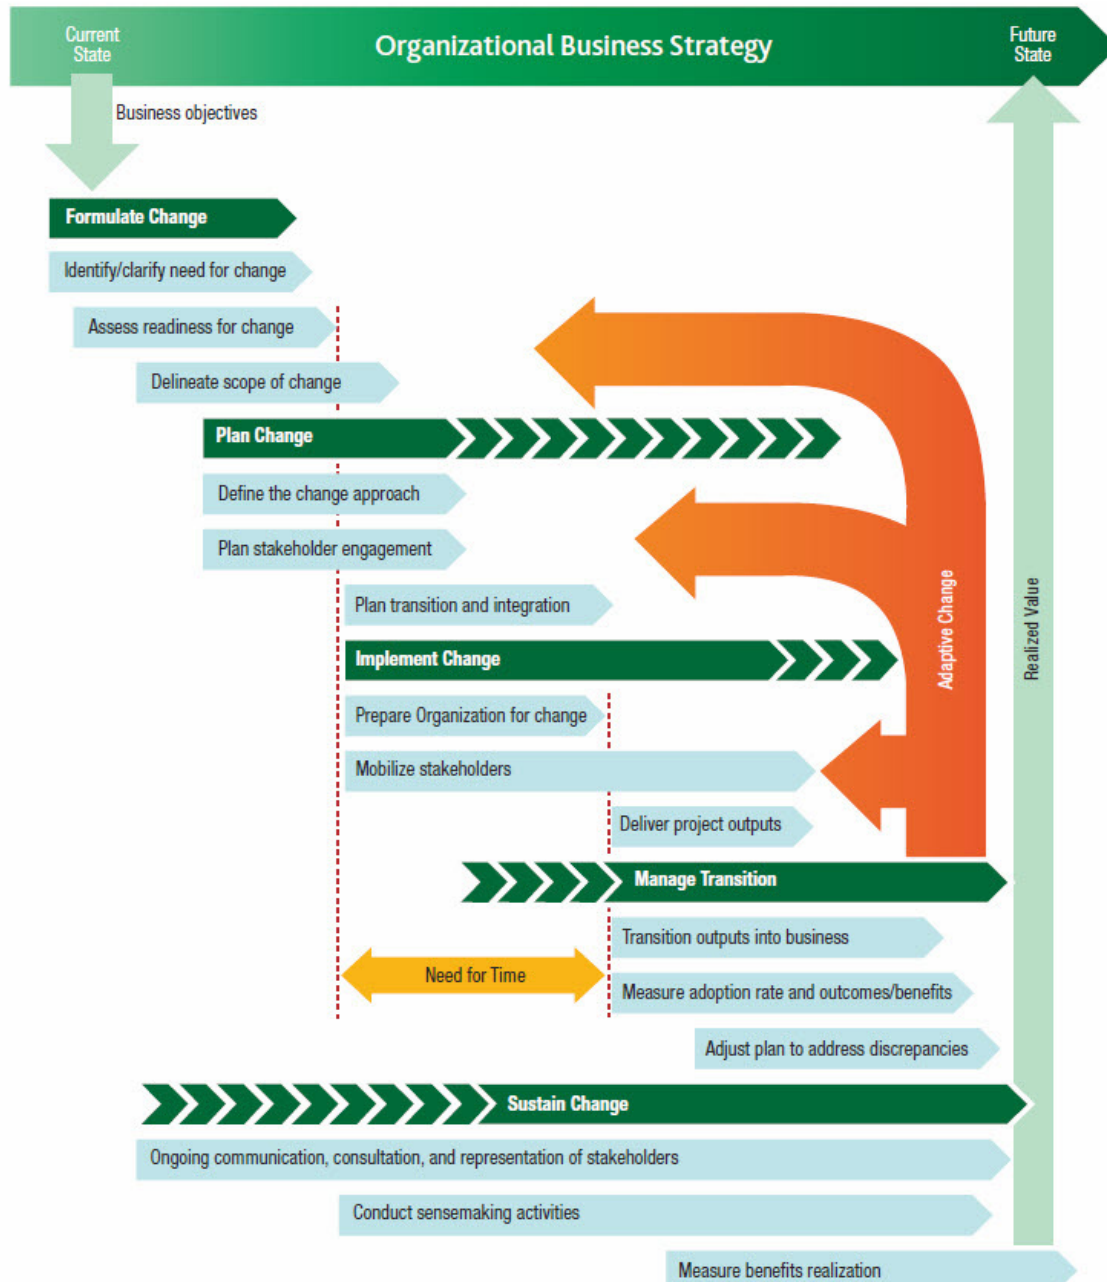 Current
State
Organizational Business Strategy
Future
State
Business objectives
Formulate Change
Identify/clarify need for change
Assess readiness for change
Delineate scope of change
Plan Change
Define the change approach
Plan stakeholder engagement
Plan transition and integration
Implement Change
Prepare Organization for change
Mobilize stakeholders
Deliver project outputs
Adaptive Change
Realized Value
Manage Transition
Transition outputs into business
Need for Time
Measure adoption rate and outcomes/benefits
Adjust plan to address discrepancies
Sustain Change
Ongoing communication, consultation, and representation of stakeholders
Conduct sensemaking activities
Measure benefits realization